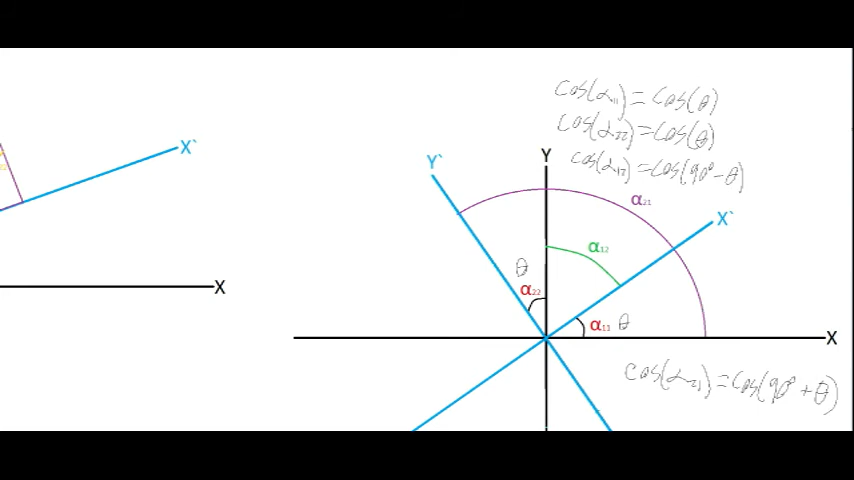 cos(α₁₁) = cos(θ)
cos(α₂₂) = cos(θ)
cos(α₁₂) = cos(90° - θ)
Y
Y`
X`
X`
α₂₁
α₁₂
θ
α₂₂
α₁₁ θ
X
X
cos(α₂₁) = cos(90° + θ)